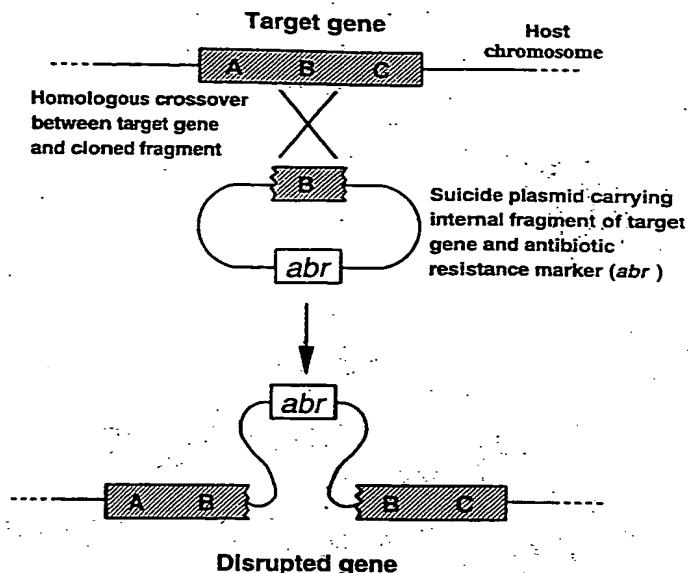 Target gene
Host
chromosome
A B C
Homologous crossover
between target gene
and cloned fragment
B
Suicide plasmid carrying
internal fragment of target
gene and antibiotic
resistance marker (abr )
abr
abr
A B
B C
Disrupted gene